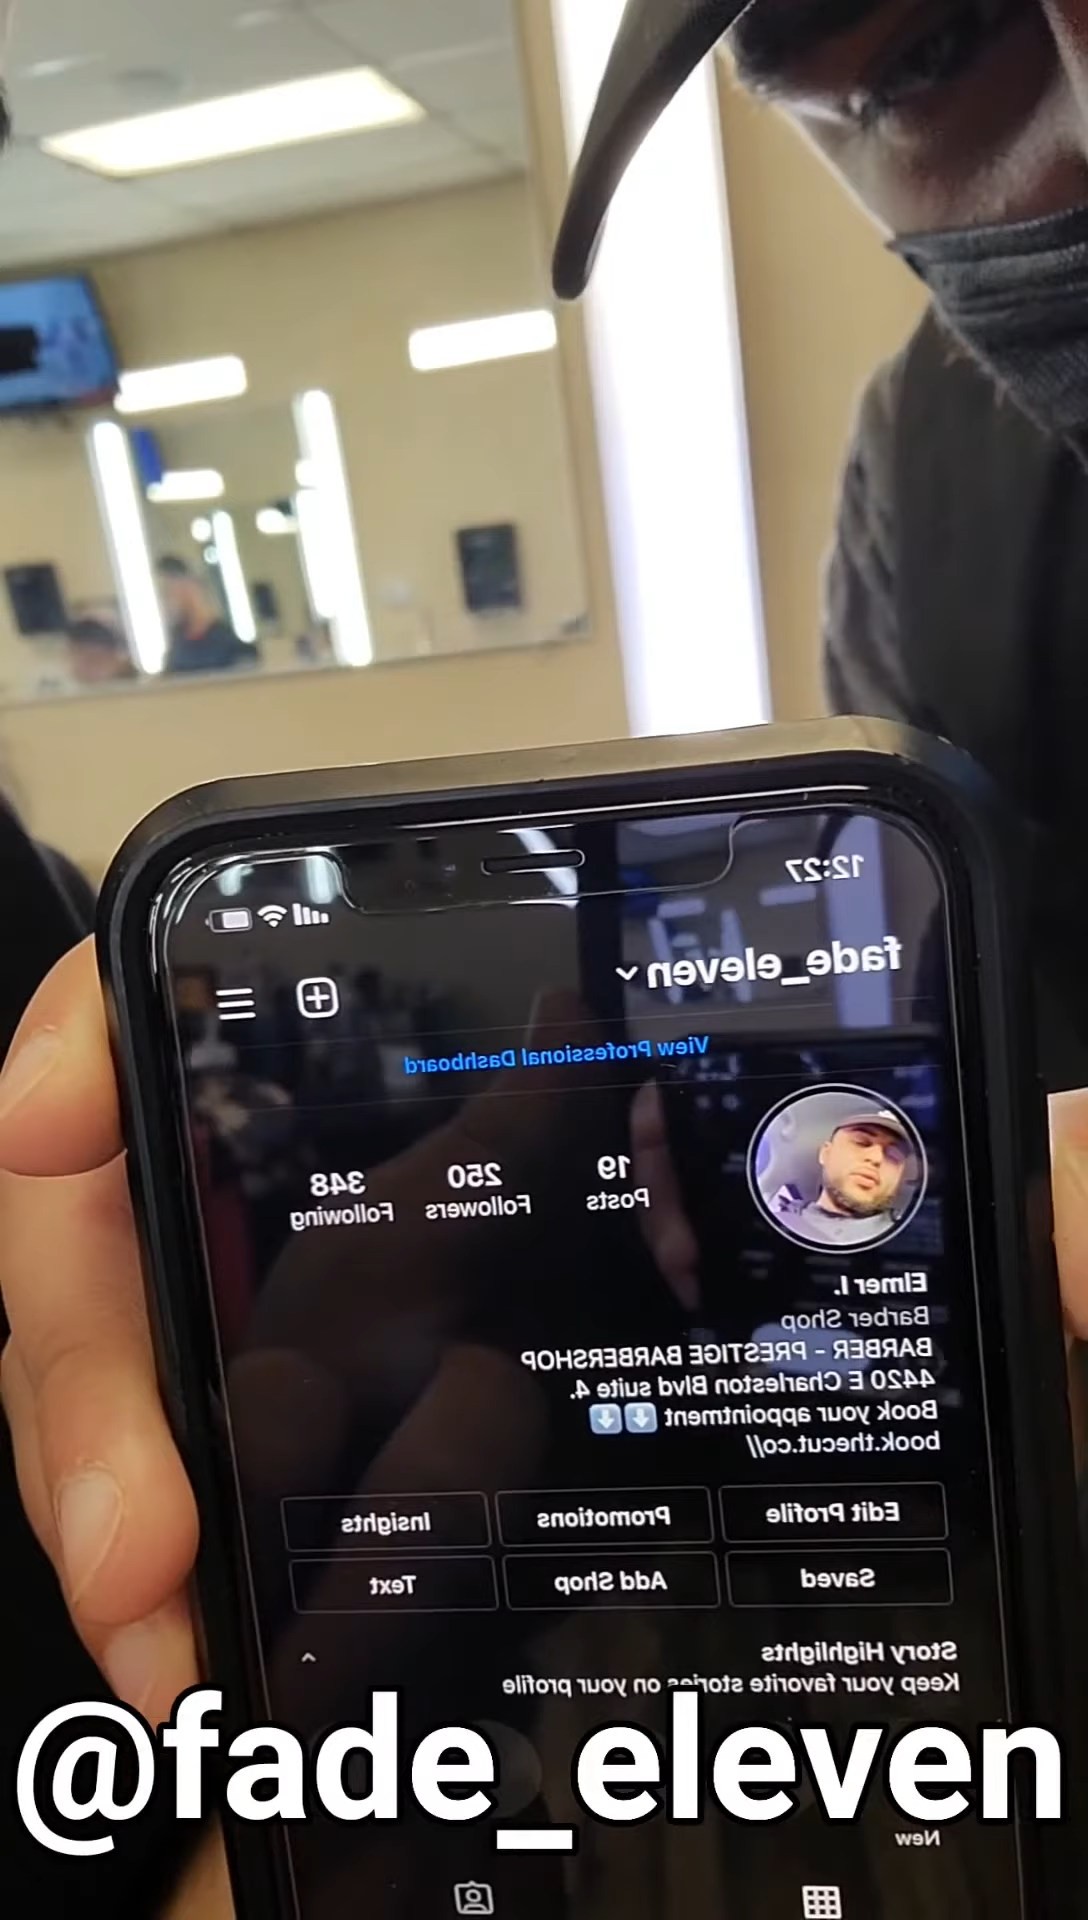 12:27
fade_eleven
View Professional Dashboard
19 250 348
Posts Followers Following
Elmer I.
Barber Shop
BARBER - PRESTIGE BARBERSHOP
4420 E Charleston Blvd suite 4.
Book your appointment ⬇️⬇️
book.thecut.co//
Edit Profile Promotions Insights
Saved Add Shop Text
Story Highlights
Keep your favorite stories on your profile
@fade_eleven
New